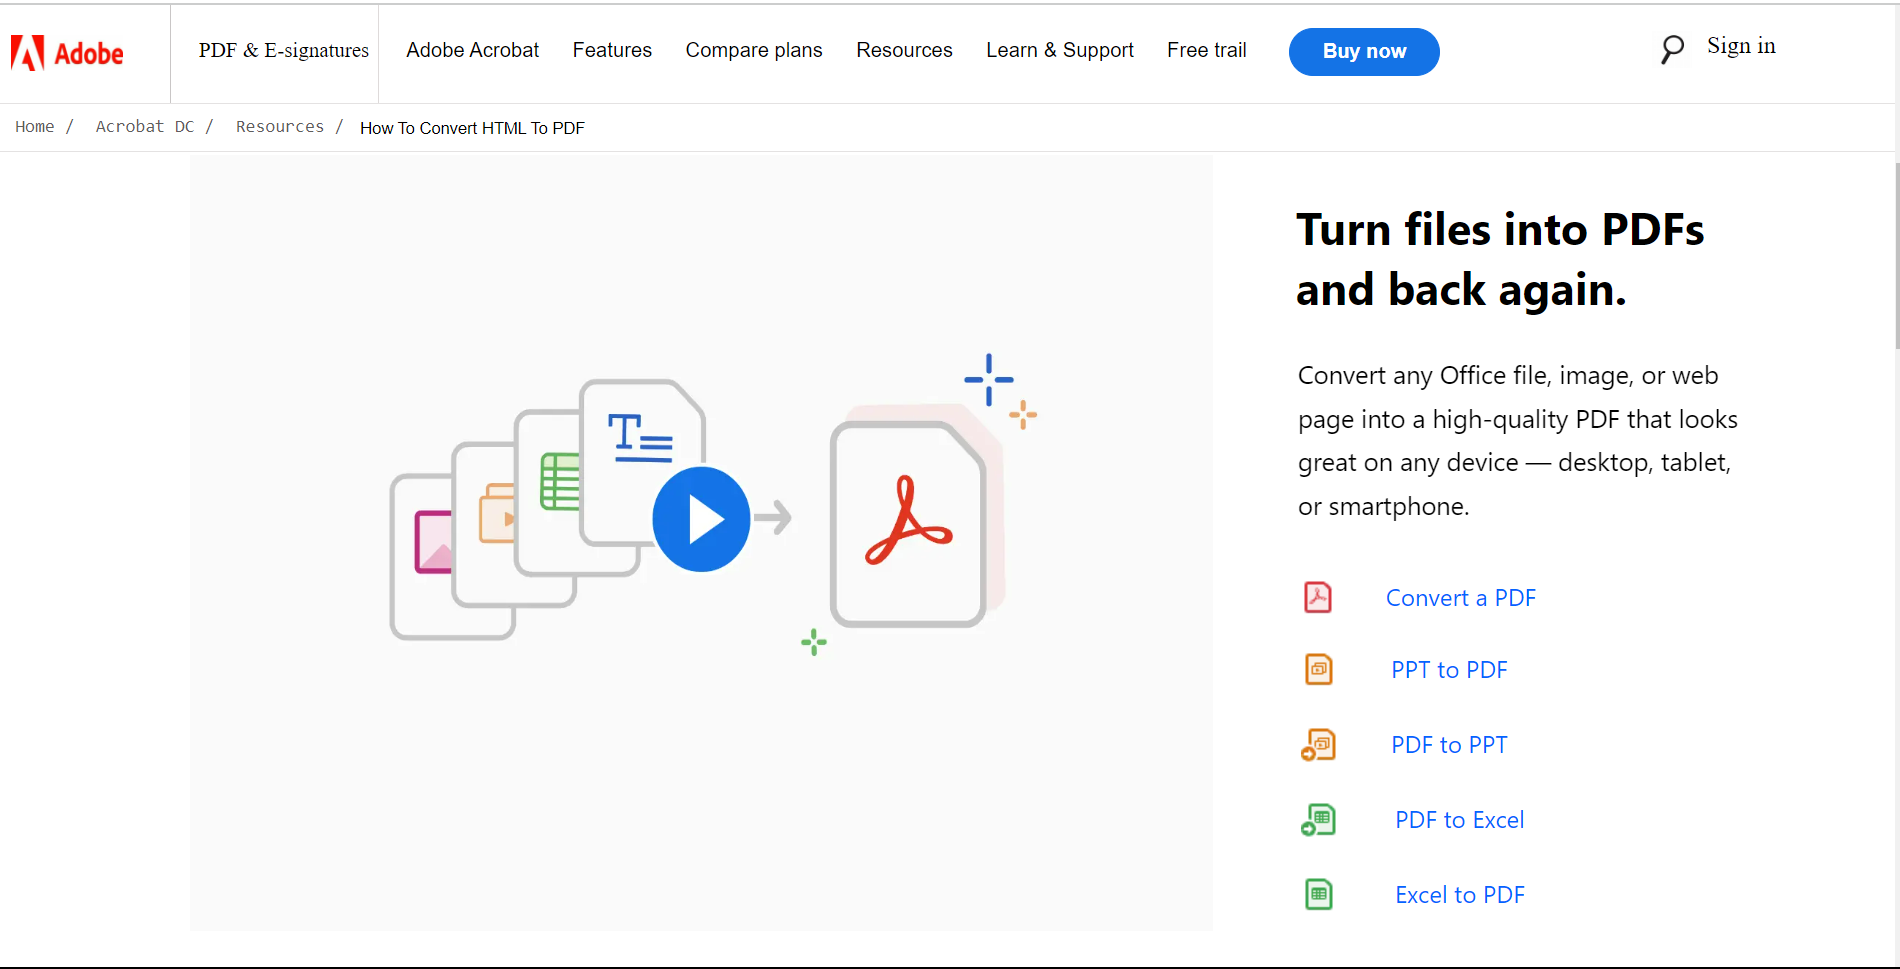 Adobe
PDF & E-signatures
Adobe Acrobat
Features
Compare plans
Resources
Learn & Support
Free trail
Buy now
Sign in
Home / Acrobat DC / Resources / How To Convert HTML To PDF
Turn files into PDFs
and back again.
Convert any Office file, image, or web
page into a high-quality PDF that looks
great on any device — desktop, tablet,
or smartphone.
Convert a PDF
PPT to PDF
PDF to PPT
PDF to Excel
Excel to PDF